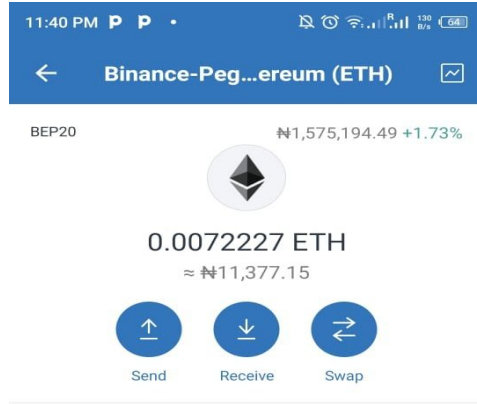 11:40 PM P P • R 130 B/s 64
Binance-Peg...ereum (ETH)
BEP20 ₦1,575,194.49 +1.73%
0.0072227 ETH
≈ ₦11,377.15
Send Receive Swap